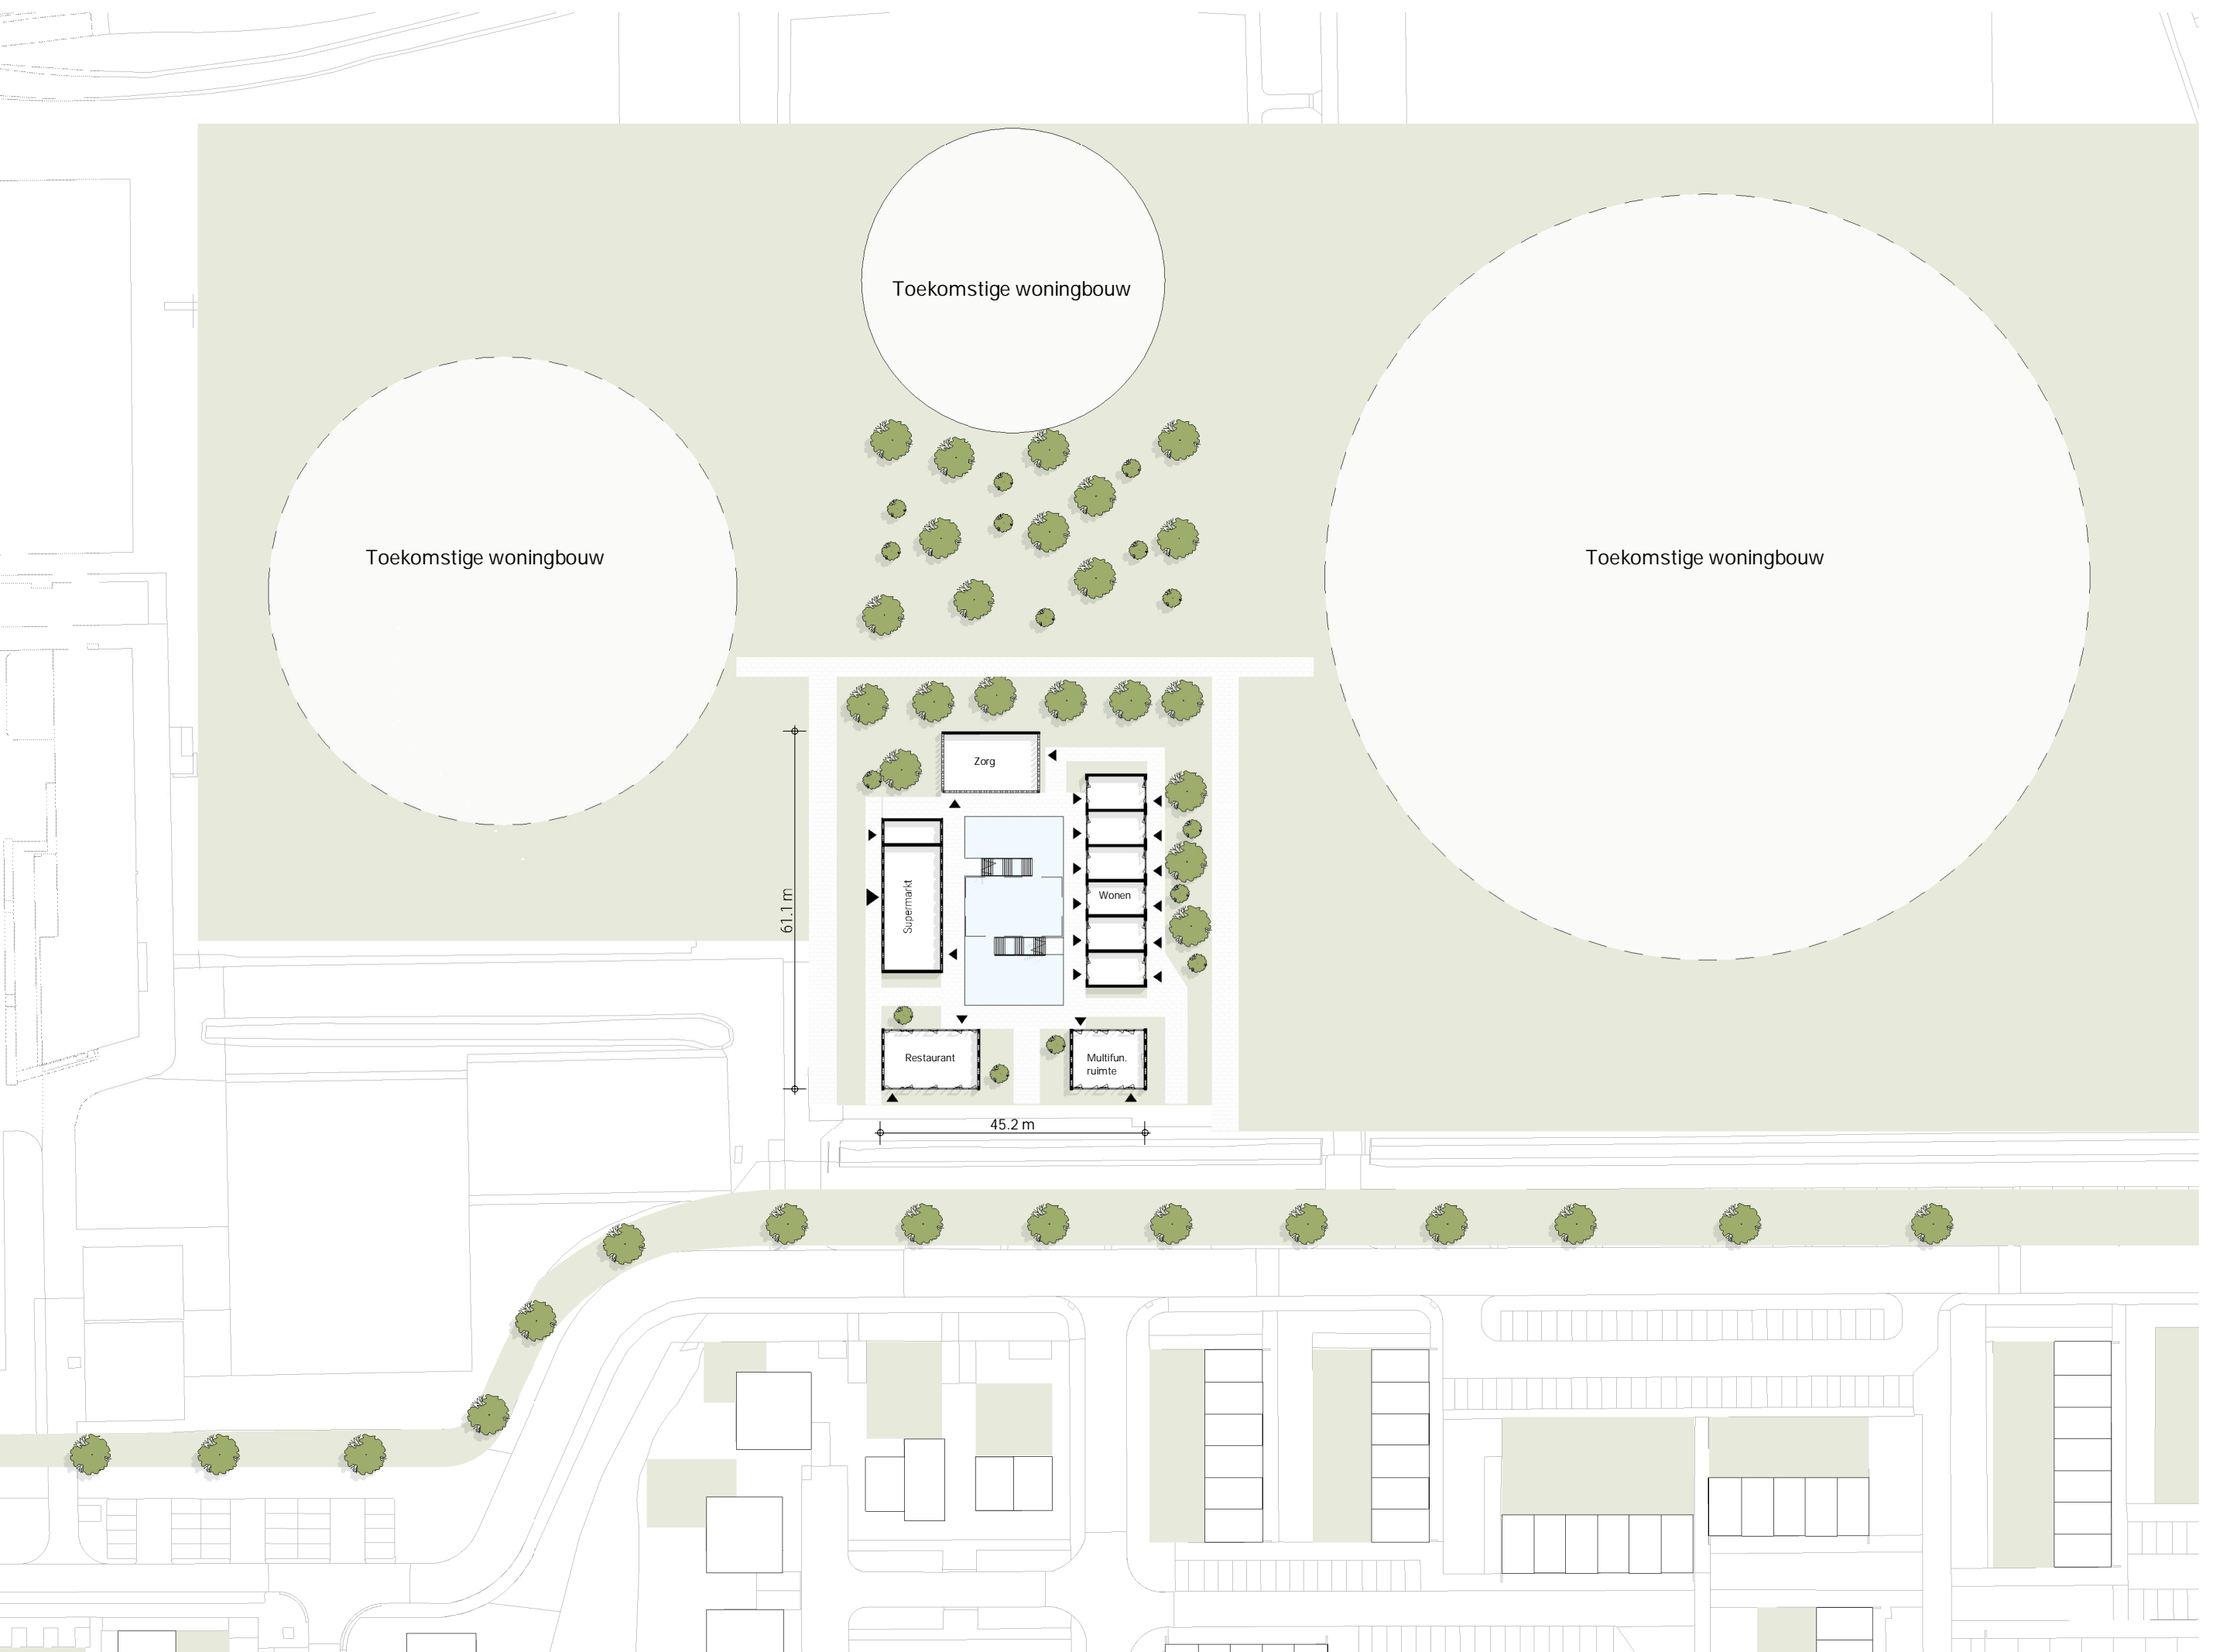 Toekomstige woningbouw
Toekomstige woningbouw
Toekomstige woningbouw
Zorg
61.1 m
Supermarkt
Wonen
Restaurant
Multifun.
ruimte
45.2 m